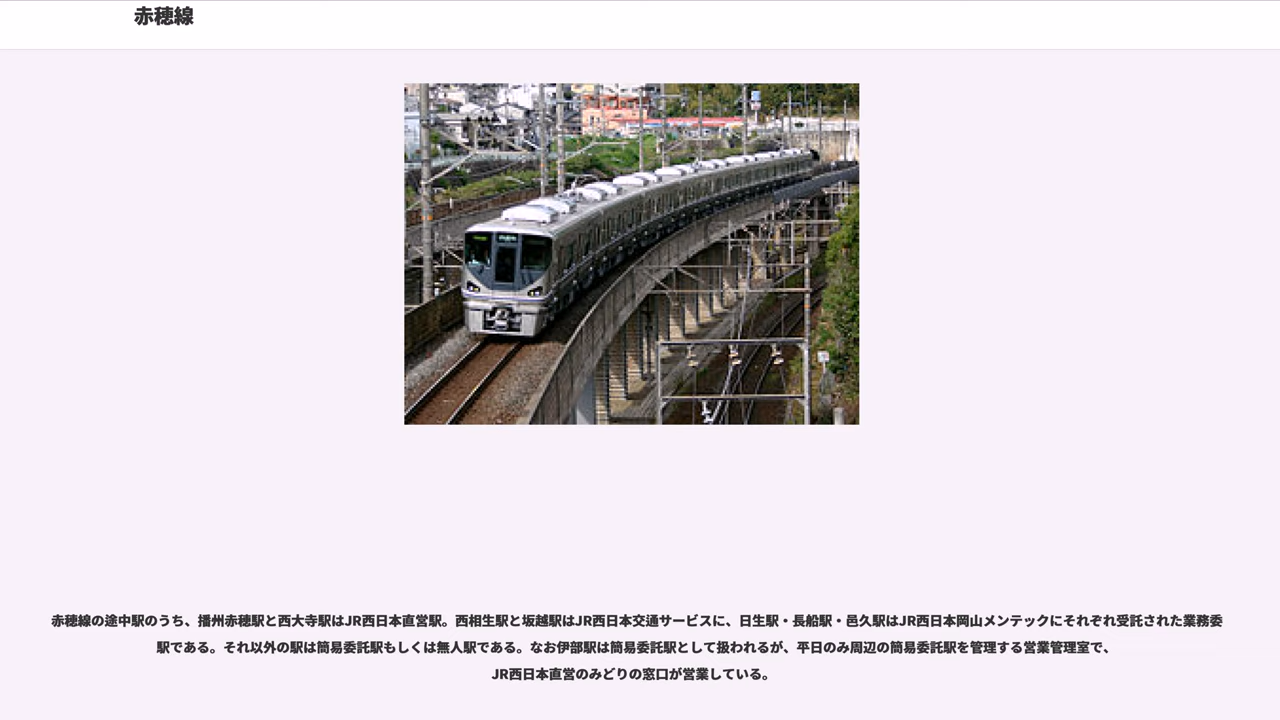 赤穂線
赤穂線の途中駅のうち、播州赤穂駅と西大寺駅はJR西日本直営駅。西相生駅と坂越駅はJR西日本交通サービスに、日生駅・長船駅・邑久駅はJR西日本岡山メンテックにそれぞれ受託された業務委
駅である。それ以外の駅は簡易委託駅もしくは無人駅である。なお伊部駅は簡易委託駅として扱われるが、平日のみ周辺の簡易委託駅を管理する営業管理室で、
JR西日本直営のみどりの窓口が営業している。